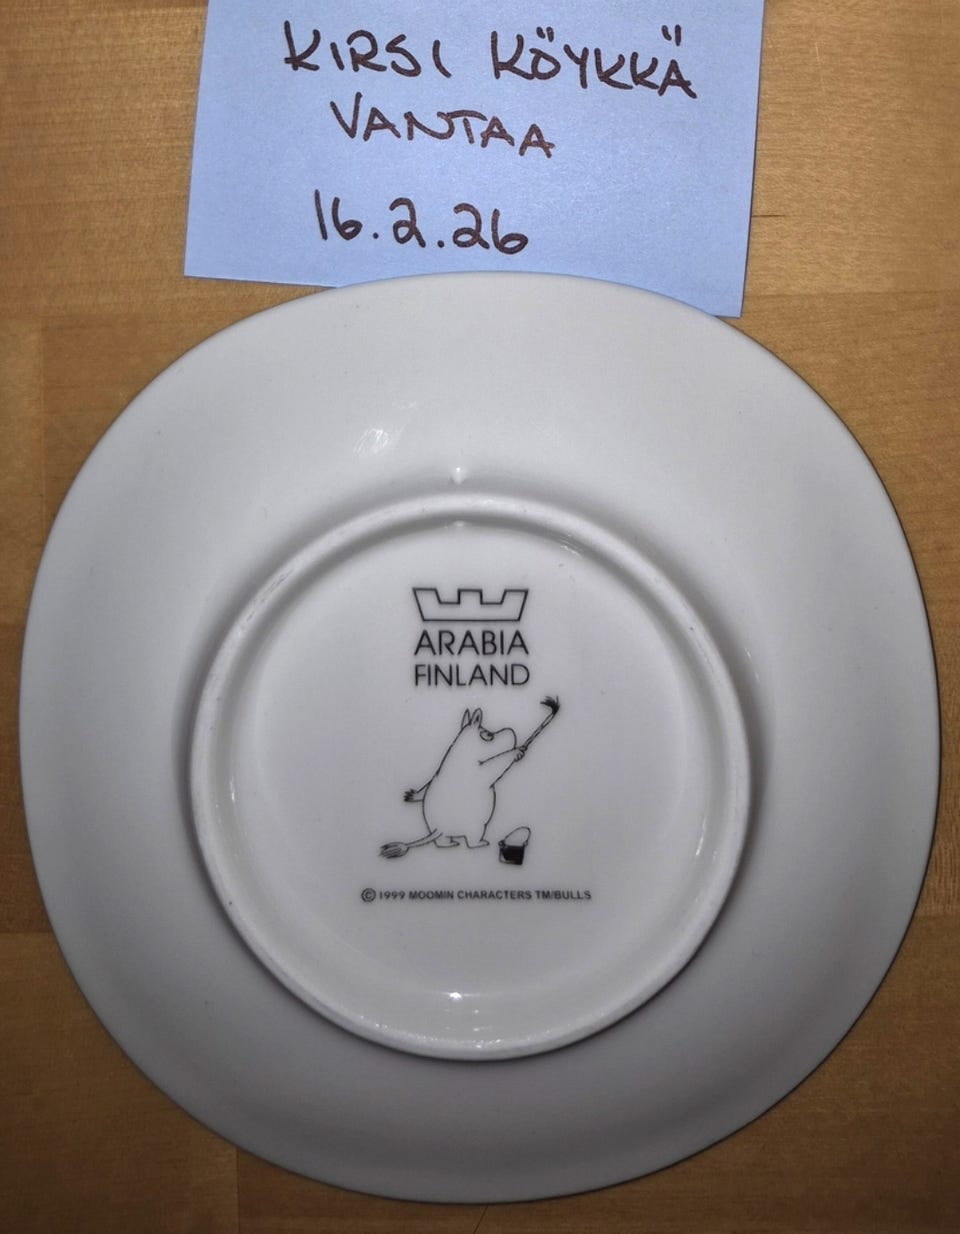 KIRSI KÖYKKÄ
VANTAA
16.2.26
ARABIA
FINLAND
© 1999 MOOMIN CHARACTERS TM/BULLS